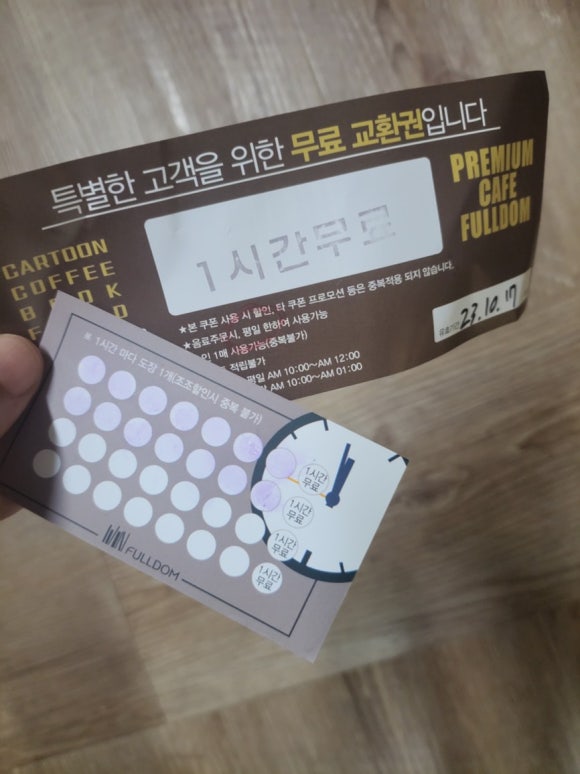 특별한 고객을 위한 무료 교환권입니다
PREMIUM
CAFE
FULLDOM
CARTOON
COFFEE
1시간무료
★본 쿠폰 사용 시 할인, 타 쿠폰 프로모션 등은 중복적용 되지 않습니다.
★음료주문시, 평일 한하여 사용가능
1매 사용가능(중복불가)
적립불가
평일 AM 10:00~AM 12:00
AM 10:00~AM 01:00
유효기간 23.10.17
※ 1시간 마다 도장 1개(조조할인시 중복 불가)
1시간
무료
1시간
무료
1시간
무료
1시간
무료
FULLDOM